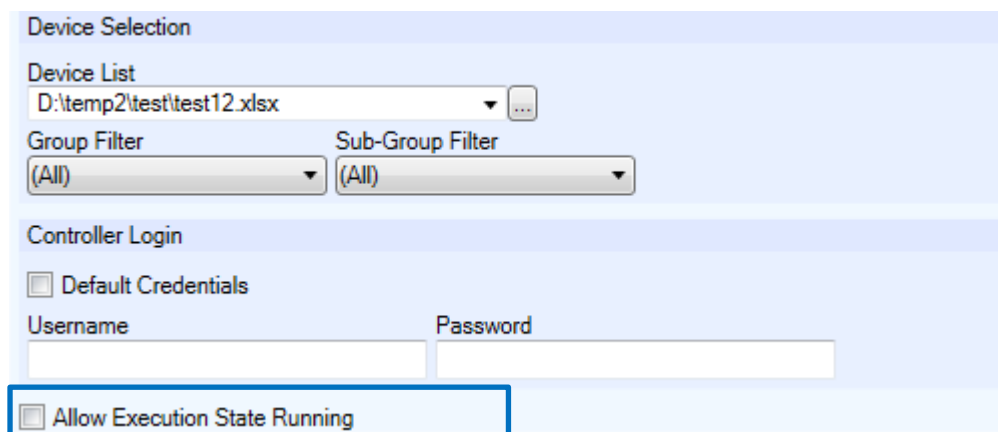 Device Selection
Device List
D:\temp2\test\test12.xlsx ...
Group Filter Sub-Group Filter
(All) (All)
Controller Login
Default Credentials
Username Password
Allow Execution State Running